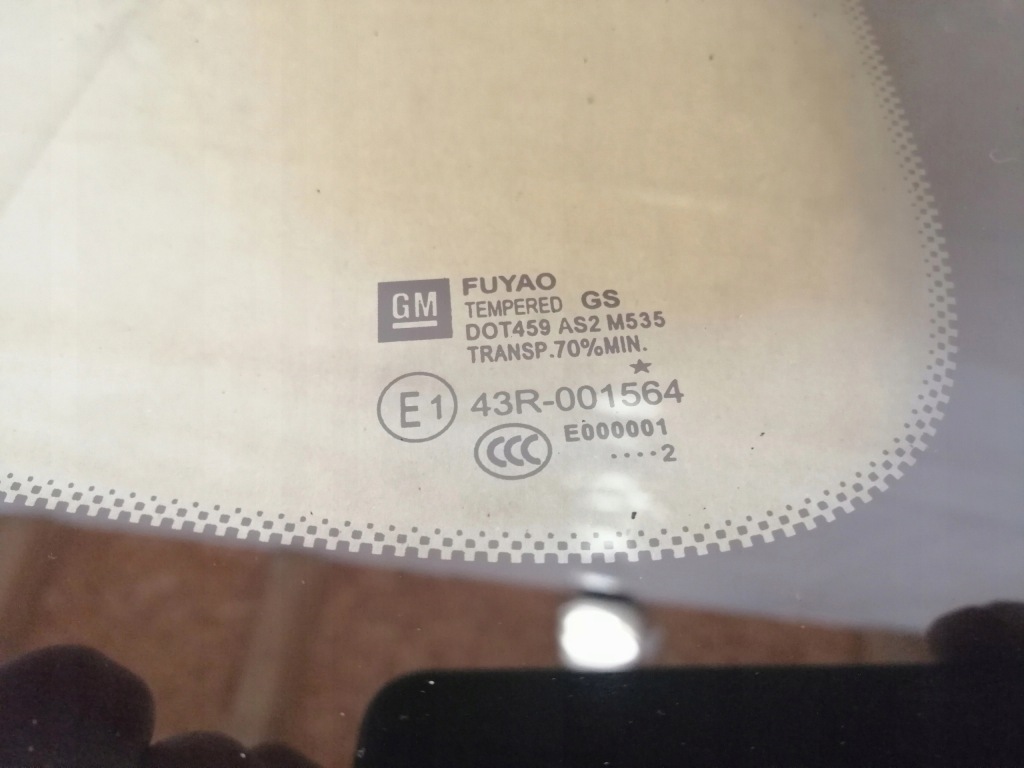 GM
FUYAO
TEMPERED GS
DOT459 AS2 M535
TRANSP.70%MIN.
★
E1 43R-001564
CCC E000001
....2